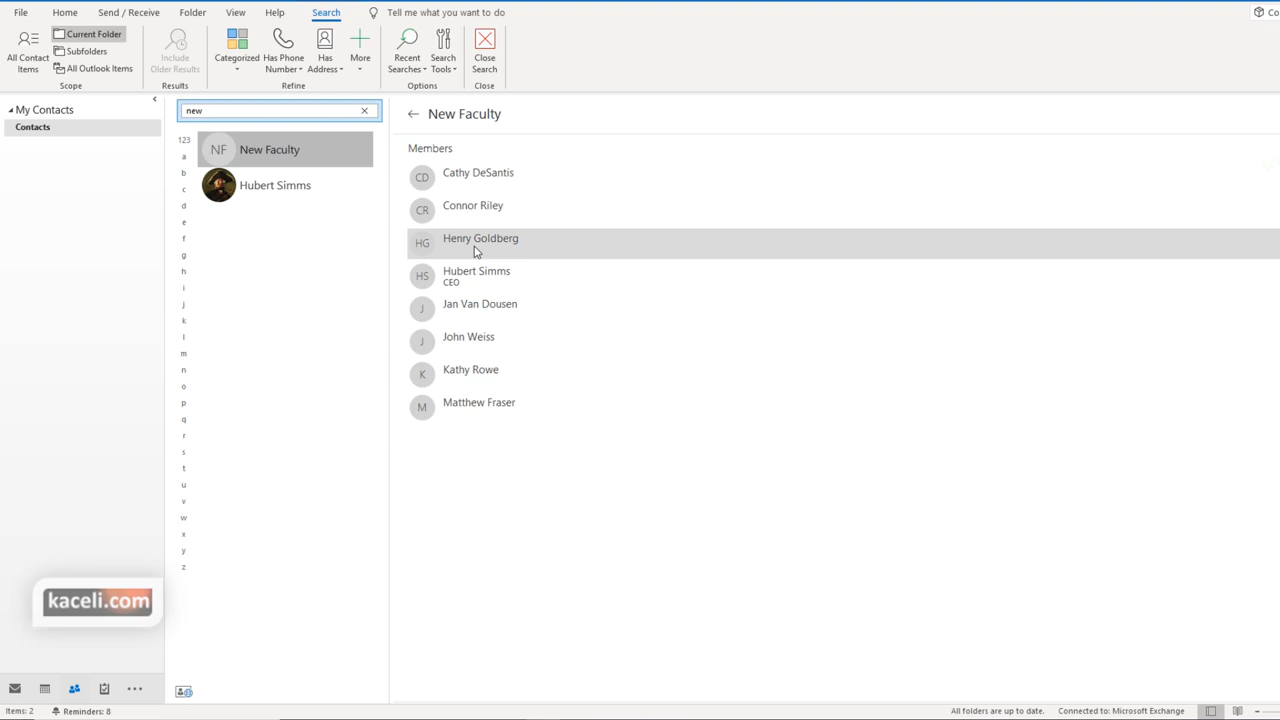 File Home Send / Receive Folder View Help Search Tell me what you want to do Co
All Contact Items
Current Folder
Subfolders
All Outlook Items
Scope
Include Older Results
Results
Categorized
Has Phone Number
Has Address
More
Refine
Recent Searches
Search Tools
Options
Close Search
Close
My Contacts
Contacts
new
123
a
b
c
d
e
f
g
h
i
j
k
l
m
n
o
p
q
r
s
t
u
v
w
x
y
z
NF New Faculty
Hubert Simms
New Faculty
Members
CD Cathy DeSantis
CR Connor Riley
HG Henry Goldberg
HS Hubert Simms
CEO
J Jan Van Dousen
J John Weiss
K Kathy Rowe
M Matthew Fraser
kaceli.com
Items: 2 Reminders: 8 All folders are up to date. Connected to: Microsoft Exchange